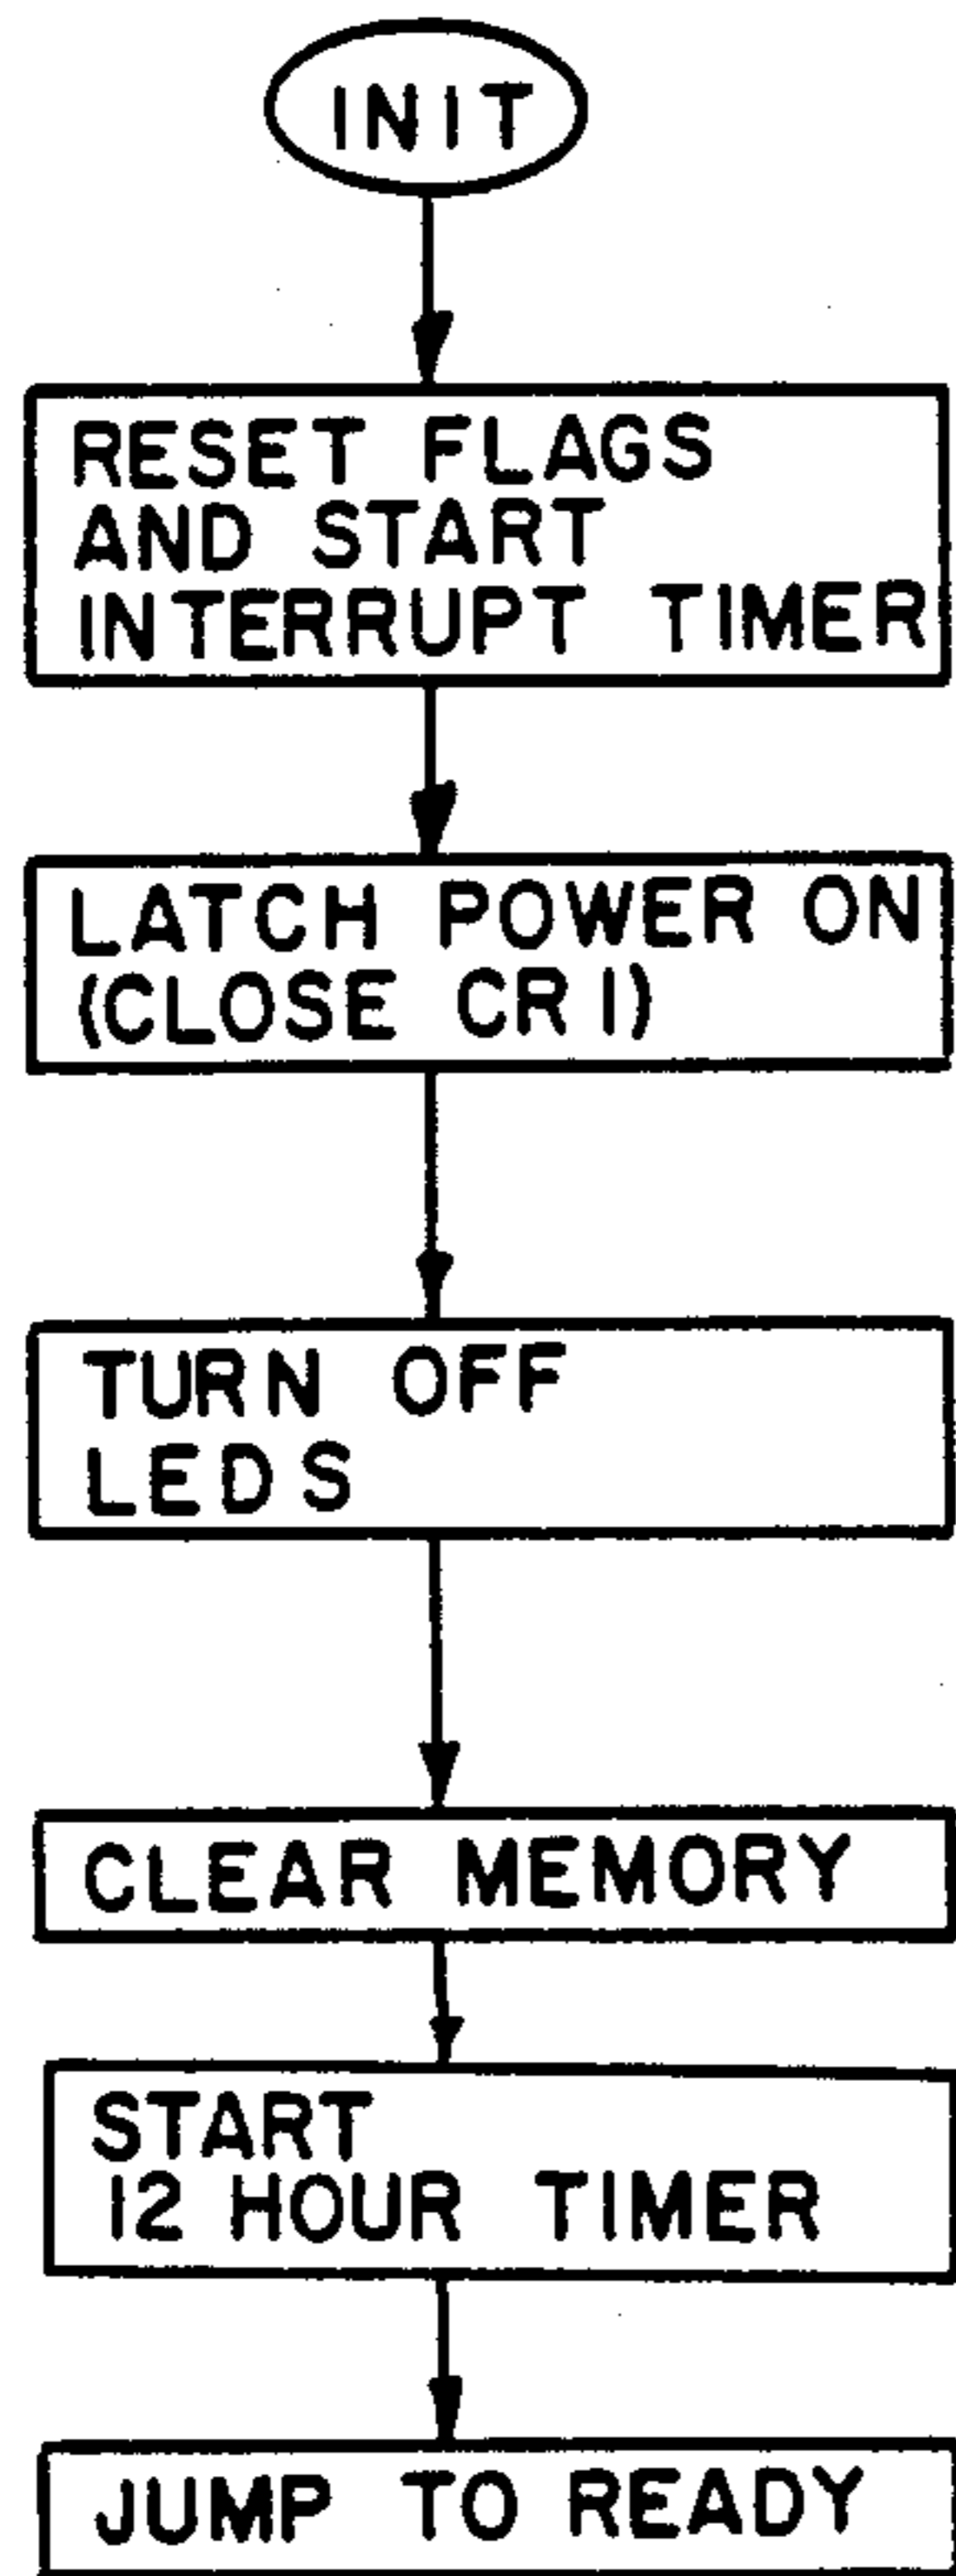 INIT
RESET FLAGS
AND START
INTERRUPT TIMER
LATCH POWER ON
(CLOSE CR1)
TURN OFF
LEDS
CLEAR MEMORY
START
12 HOUR TIMER
JUMP TO READY